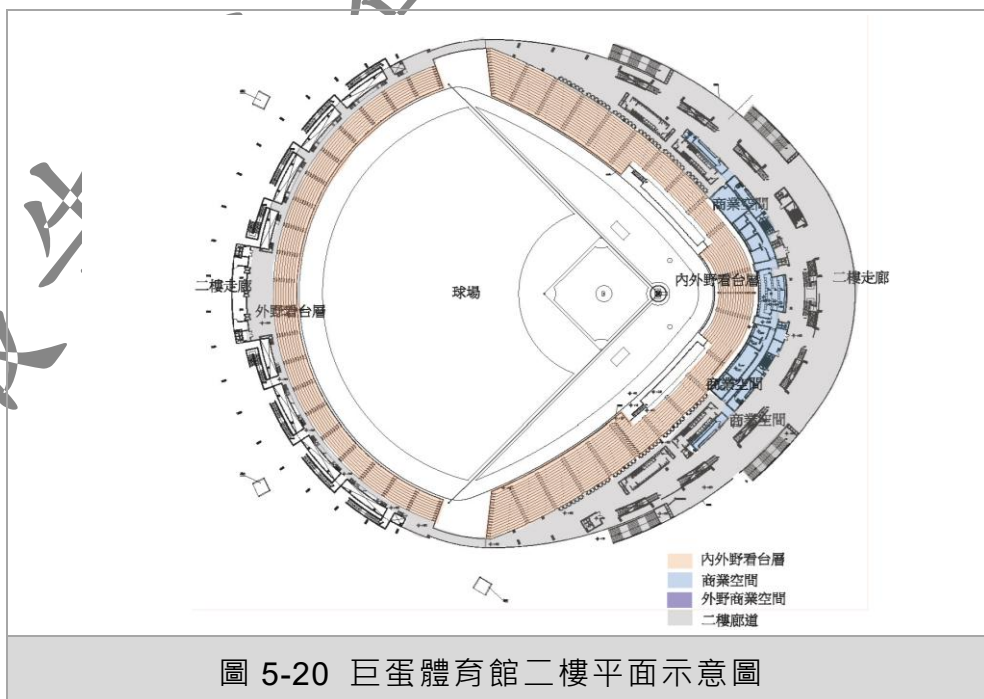 商業空間
二樓走廊
外野看台層
球場
內外野看台層
二樓走廊
商業空間
商業空間
內外野看台層
商業空間
外野商業空間
二樓廊道
圖 5-20 巨蛋體育館二樓平面示意圖